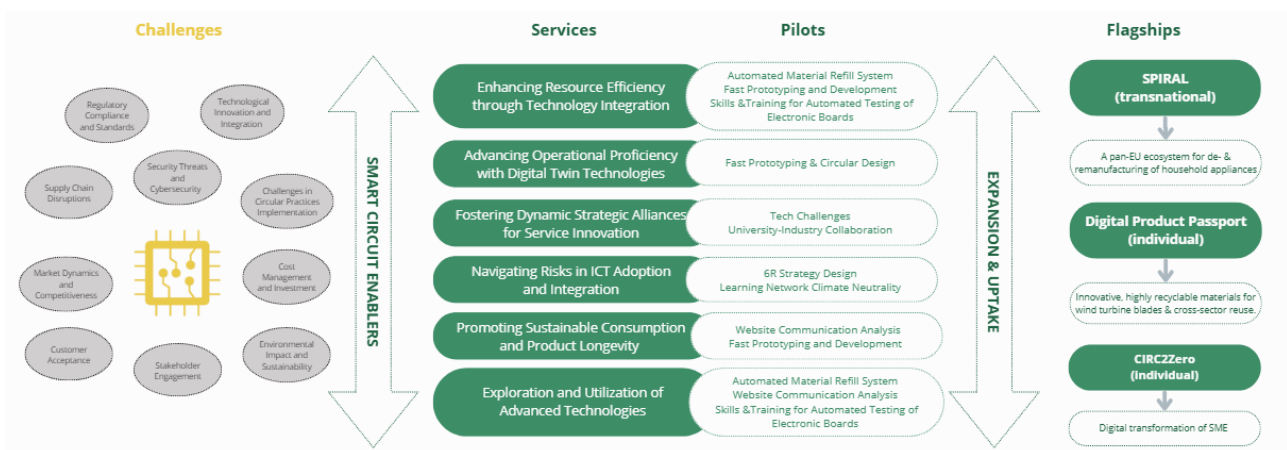 Challenges
Regulatory
Compliance
and Standards
Technological
Innovation and
Integration
Security Threats
and
Cybersecurity
Supply Chain
Disruptions
Challenges in
Circular Practices
Implementation
Market Dynamics
and
Competitiveness
Cost
Management
and Investment
Customer
Acceptance
Stakeholder
Engagement
Environmental
Impact and
Sustainability
SMART CIRCUIT ENABLERS
Services
Pilots
Enhancing Resource Efficiency
through Technology Integration
Automated Material Refill System
Fast Prototyping and Development
Skills &Training for Automated Testing of
Electronic Boards
Advancing Operational Proficiency
with Digital Twin Technologies
Fast Prototyping & Circular Design
Fostering Dynamic Strategic Alliances
for Service Innovation
Tech Challenges
University-Industry Collaboration
Navigating Risks in ICT Adoption
and Integration
6R Strategy Design
Learning Network Climate Neutrality
Promoting Sustainable Consumption
and Product Longevity
Website Communication Analysis
Fast Prototyping and Development
Exploration and Utilization of
Advanced Technologies
Automated Material Refill System
Website Communication Analysis
Skills &Training for Automated Testing of
Electronic Boards
EXPANSION & UPTAKE
Flagships
SPIRAL
(transnational)
A pan-EU ecosystem for de- &
remanufacturing of household appliances
Digital Product Passport
(individual)
Innovative, highly recyclable materials for
wind turbine blades & cross-sector reuse.
CIRC2Zero
(individual)
Digital transformation of SME